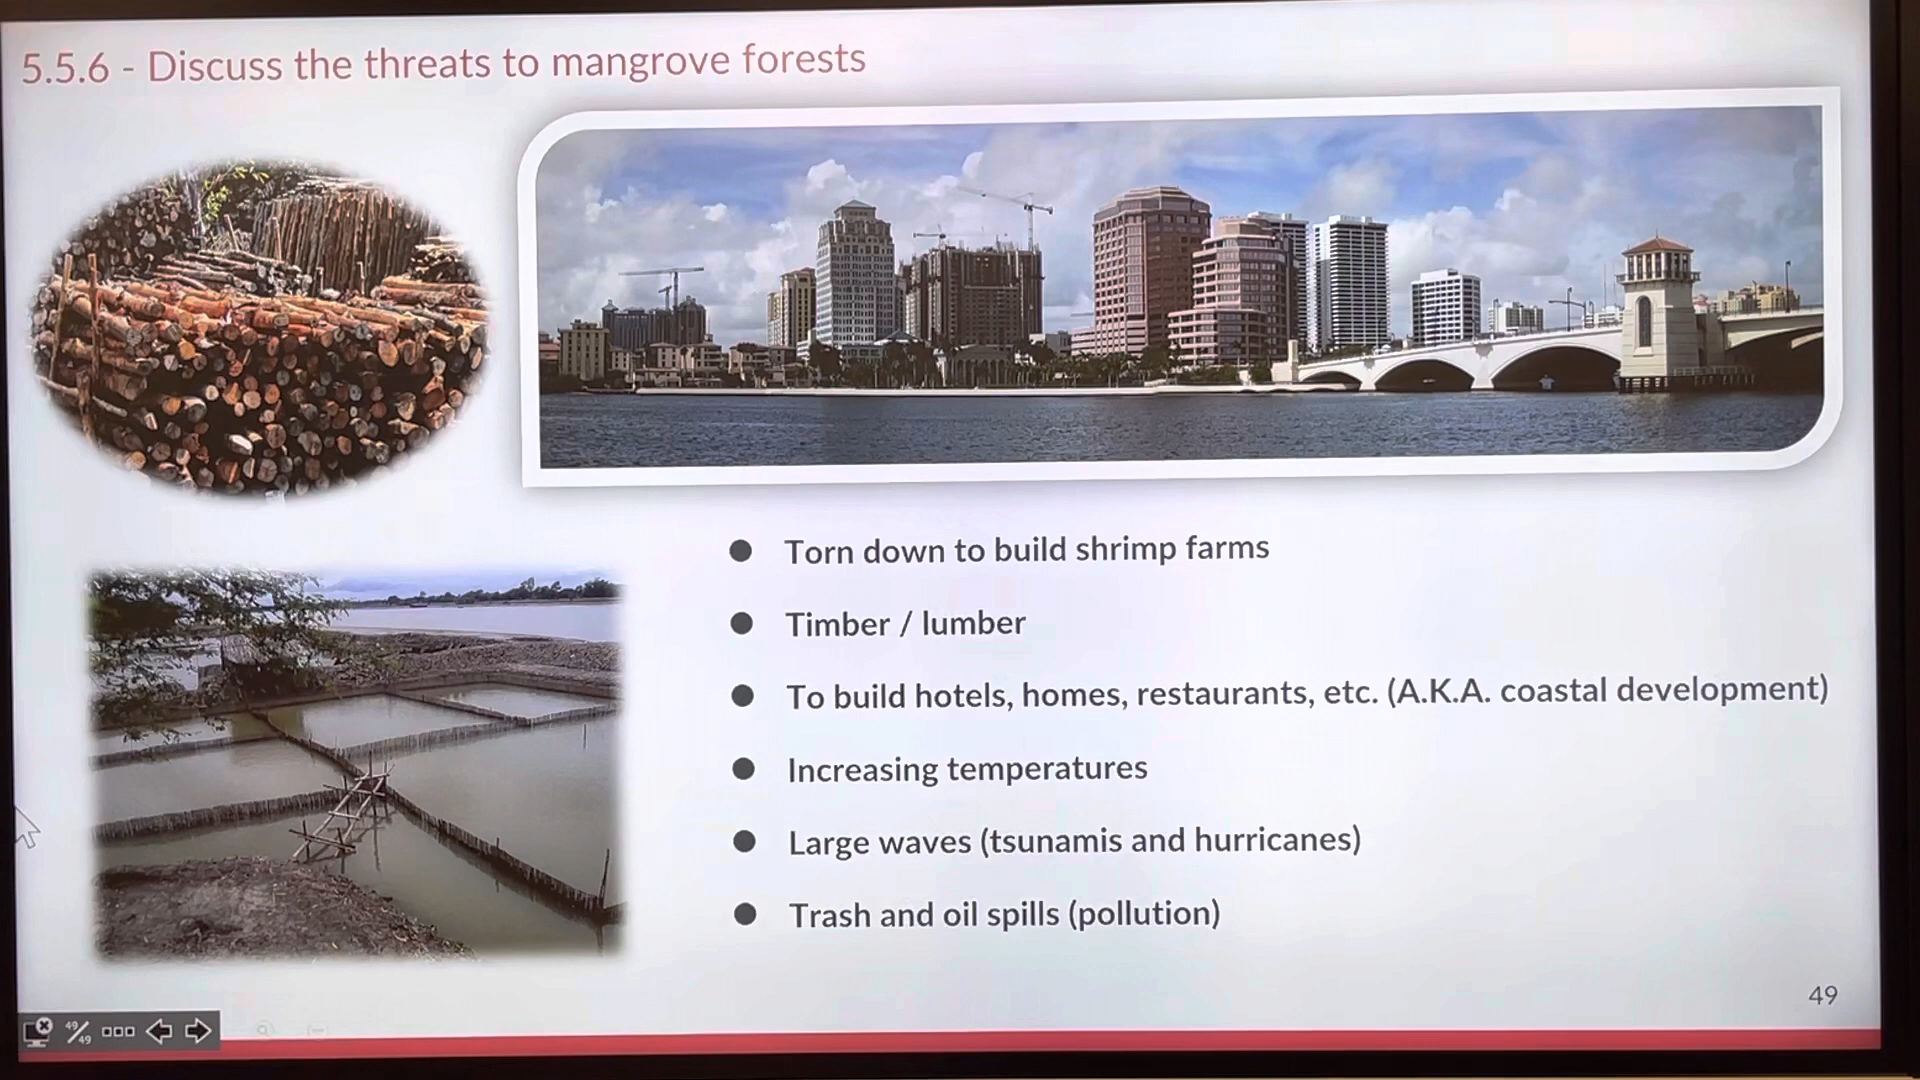 5.5.6 - Discuss the threats to mangrove forests
● Torn down to build shrimp farms
● Timber / lumber
● To build hotels, homes, restaurants, etc. (A.K.A. coastal development)
● Increasing temperatures
● Large waves (tsunamis and hurricanes)
● Trash and oil spills (pollution)
49
49/49